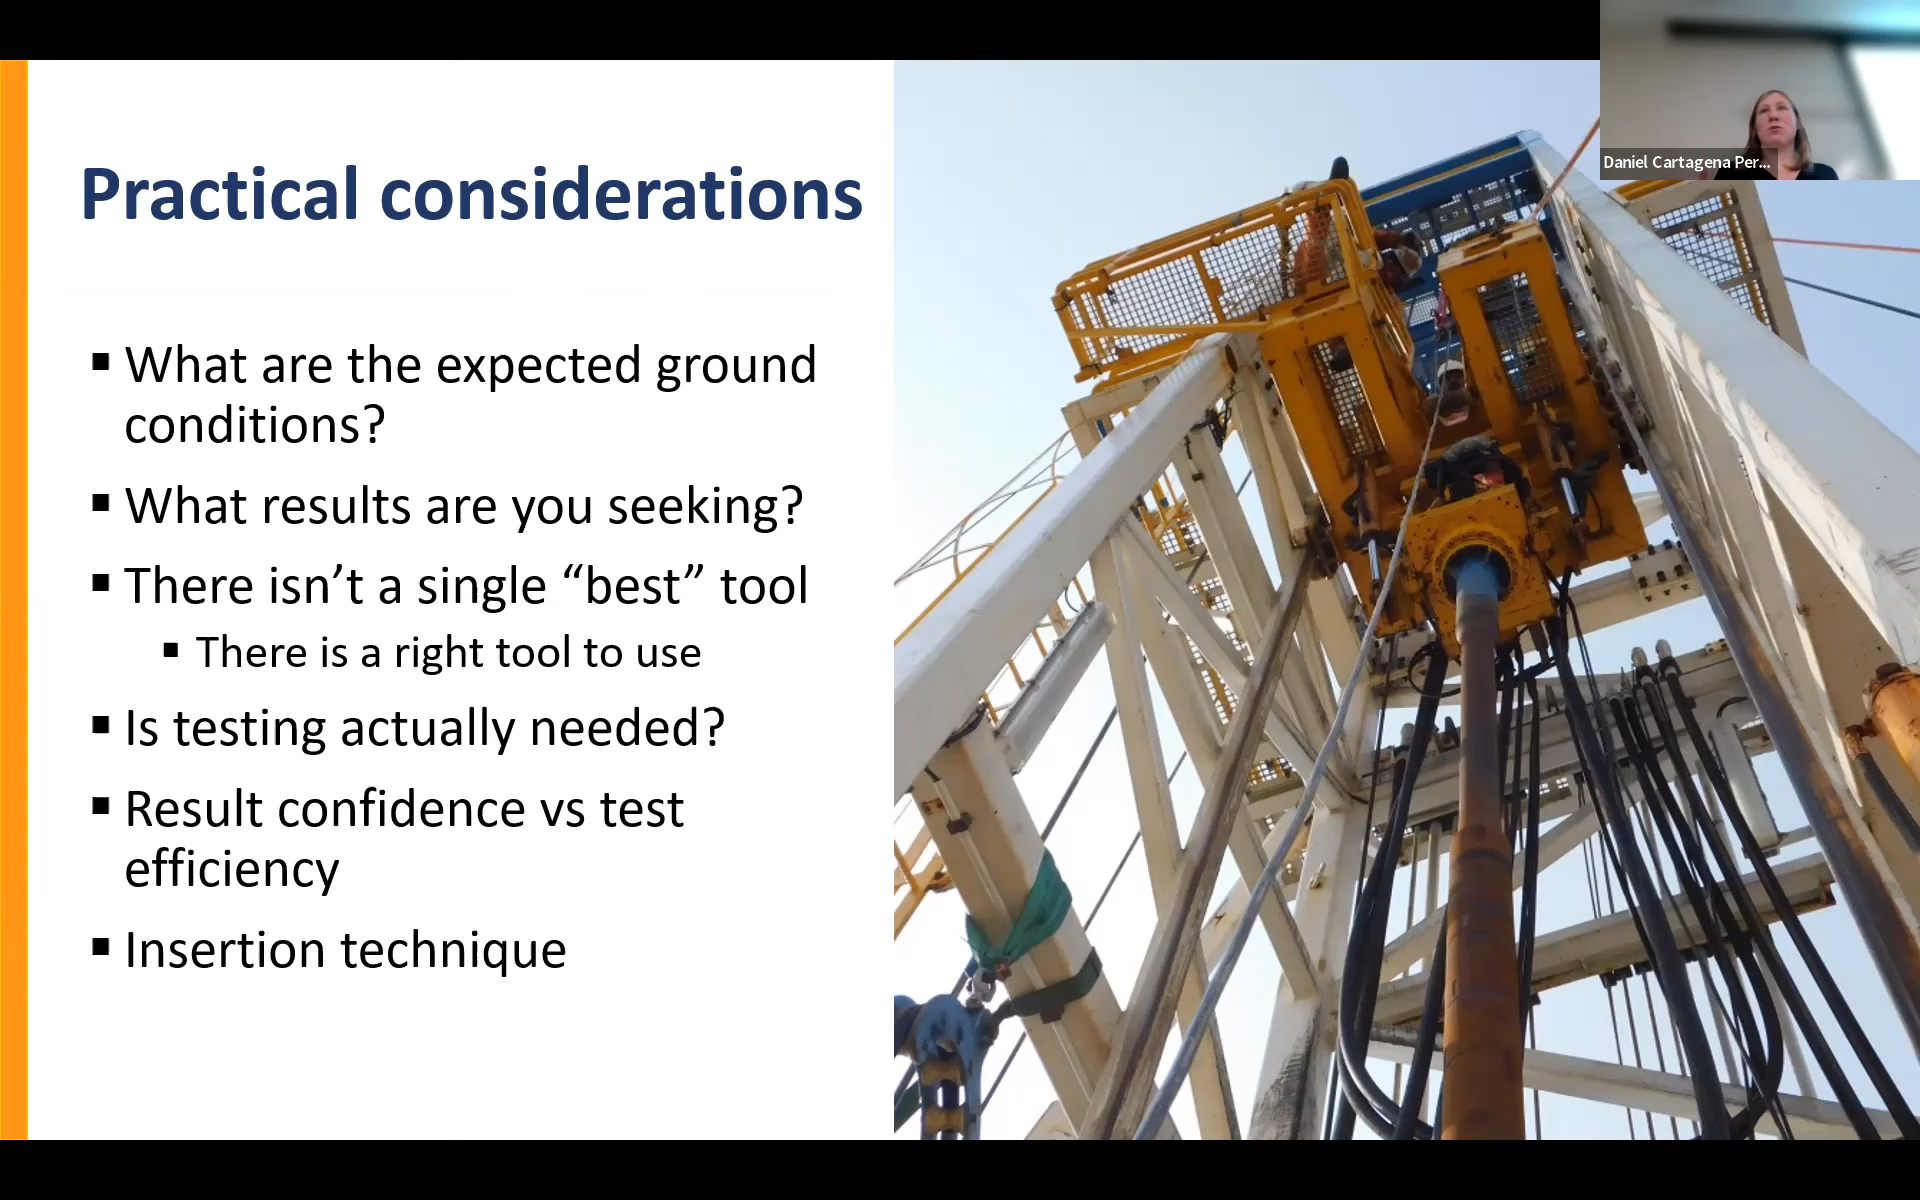 Daniel Cartagena Per...
Practical considerations
▪ What are the expected ground
conditions?
▪ What results are you seeking?
▪ There isn’t a single “best” tool
▪ There is a right tool to use
▪ Is testing actually needed?
▪ Result confidence vs test
efficiency
▪ Insertion technique